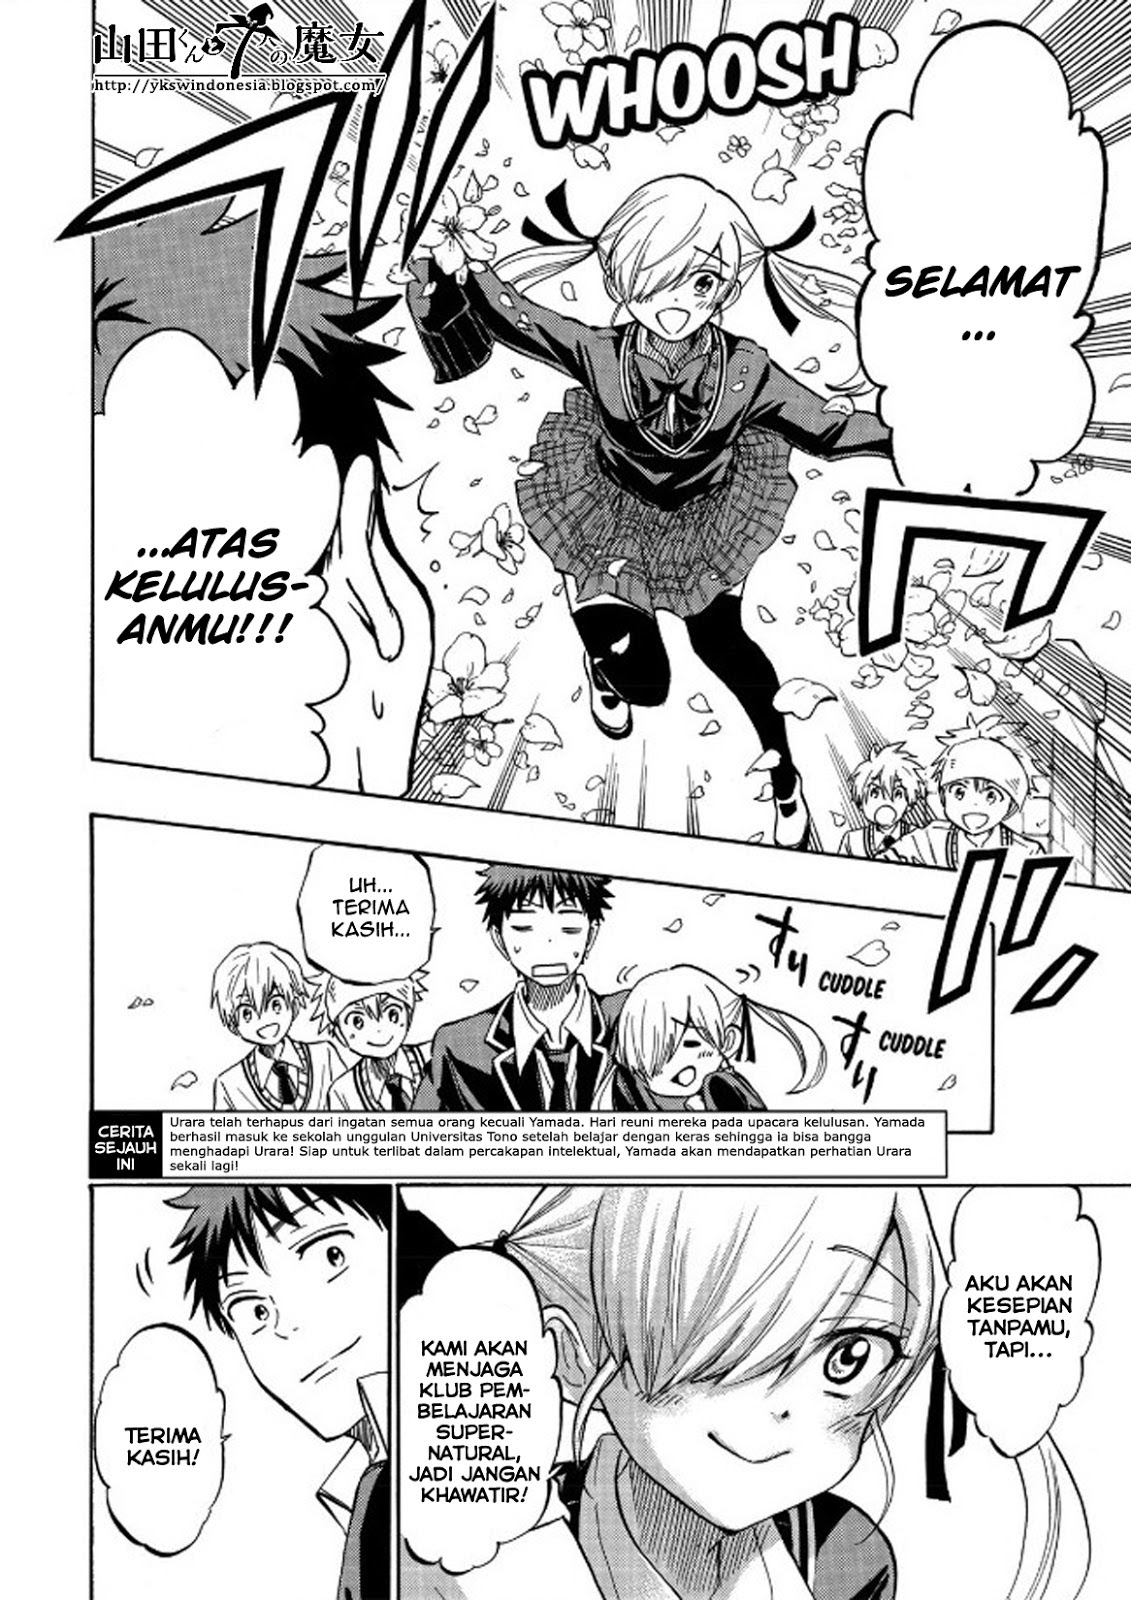 山田くんと7人の魔女
http://ykswindonesia.blogspot.com/
WHOOSH
SELAMAT
...
...ATAS
KELULUS-
ANMU!!!
UH...
TERIMA
KASIH...
すり
CUDDLE
すり
CUDDLE
CERITA
SEJAUH
INI
Urara telah terhapus dari ingatan semua orang kecuali Yamada. Hari reuni mereka pada upacara kelulusan. Yamada
berhasil masuk ke sekolah unggulan Universitas Tono setelah belajar dengan keras sehingga ia bisa bangga
menghadapi Urara! Siap untuk terlibat dalam percakapan intelektual, Yamada akan mendapatkan perhatian Urara
sekali lagi!
AKU AKAN
KESEPIAN
TANPAMU,
TAPI...
KAMI AKAN
MENJAGA
KLUB PEM-
BELAJARAN
SUPER-
NATURAL,
JADI JANGAN
KHAWATIR!
TERIMA
KASIH!